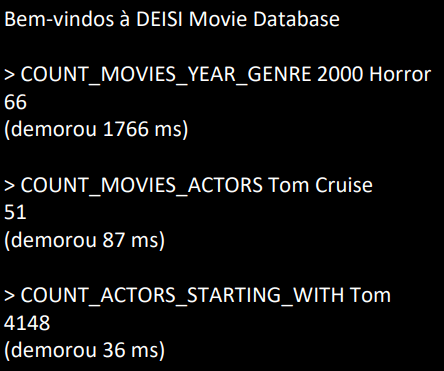 Bem-vindos à DEISI Movie Database
> COUNT_MOVIES_YEAR_GENRE 2000 Horror
66
(demorou 1766 ms)
> COUNT_MOVIES_ACTORS Tom Cruise
51
(demorou 87 ms)
> COUNT_ACTORS_STARTING_WITH Tom
4148
(demorou 36 ms)